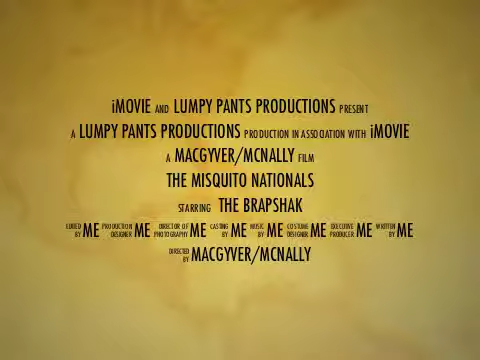 iMOVIE AND LUMPY PANTS PRODUCTIONS PRESENT
A LUMPY PANTS PRODUCTIONS PRODUCTION IN ASSOCIATION WITH iMOVIE
A MACGYVER/MCNALLY FILM
THE MISQUITO NATIONALS
STARRING THE BRAPSHAK
EDITED BY ME PRODUCTION DESIGNER ME DIRECTOR OF PHOTOGRAPHY ME CASTING BY ME MUSIC BY ME COSTUME DESIGNER ME EXECUTIVE PRODUCER ME WRITTEN BY ME
DIRECTED BY MACGYVER/MCNALLY